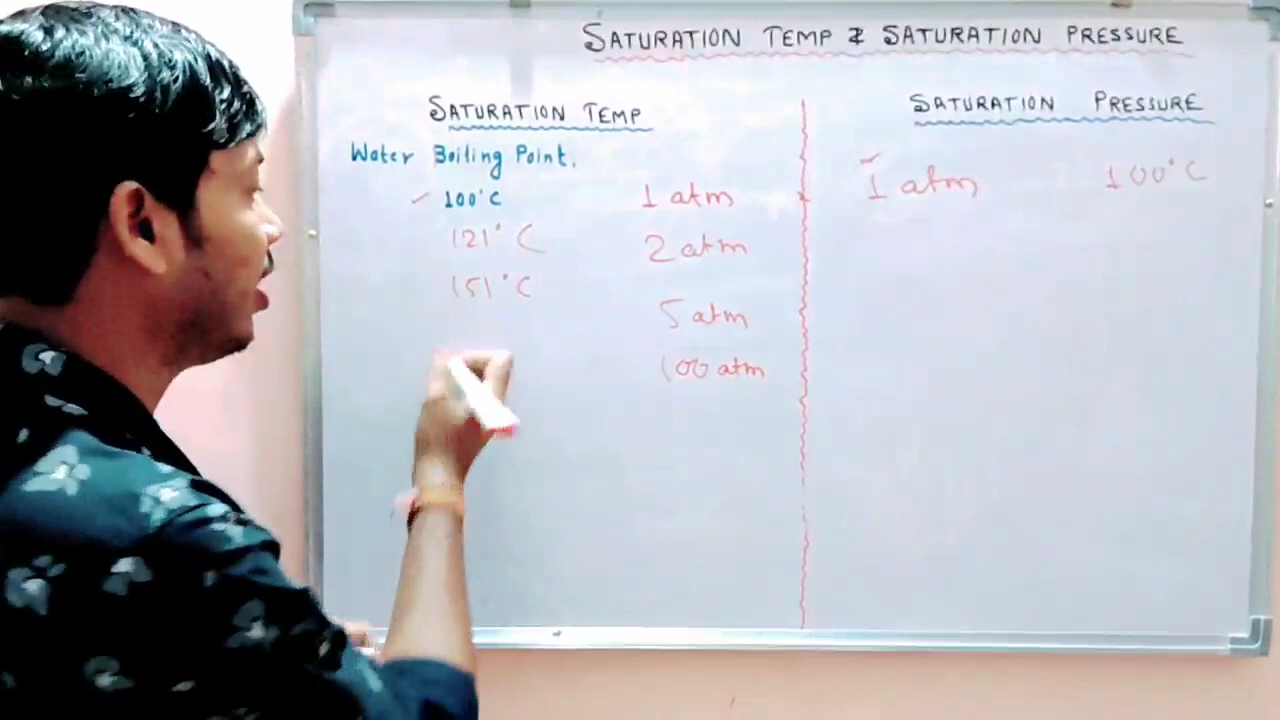 SATURATION TEMP & SATURATION PRESSURE
SATURATION TEMP
Water Boiling Point.
100°C 1 atm
121°C 2 atm
151°C 5 atm
100 atm
SATURATION PRESSURE
1 atm 100°C